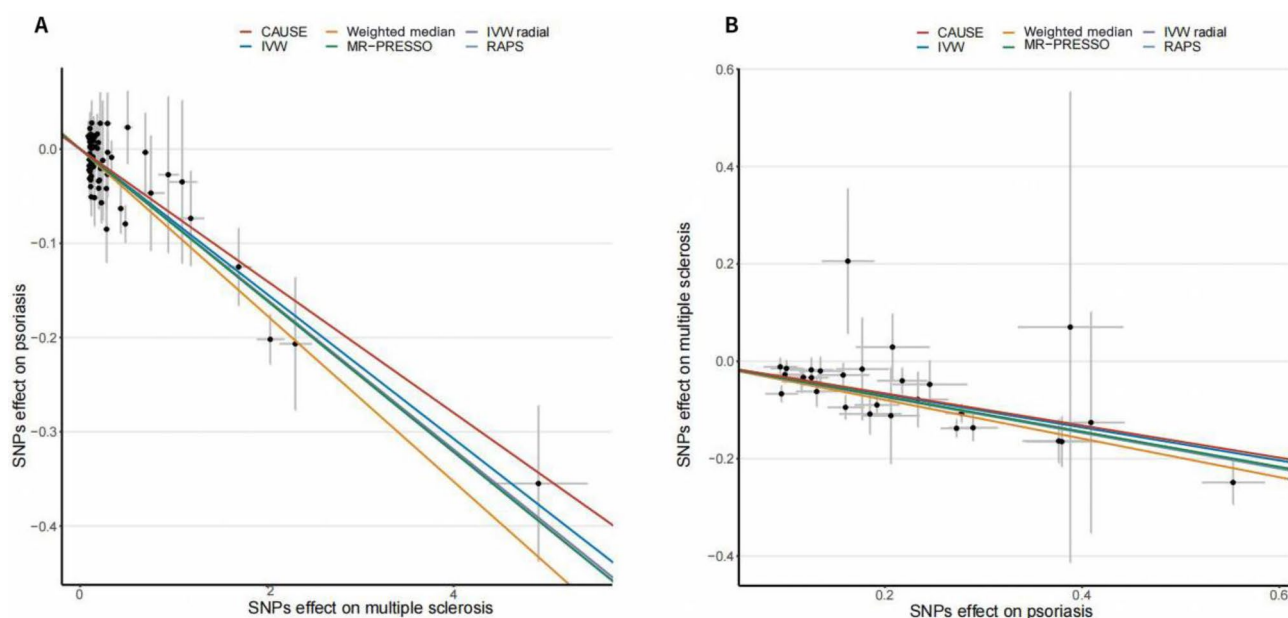 A
CAUSE Weighted median IVW radial
IVW MR-PRESSO RAPS
SNPs effect on psoriasis
0.0
−0.1
−0.2
−0.3
−0.4
0 2 4
SNPs effect on multiple sclerosis
B
CAUSE Weighted median IVW radial
IVW MR-PRESSO RAPS
SNPs effect on multiple sclerosis
0.6
0.4
0.2
0.0
−0.2
−0.4
0.2 0.4 0.6
SNPs effect on psoriasis